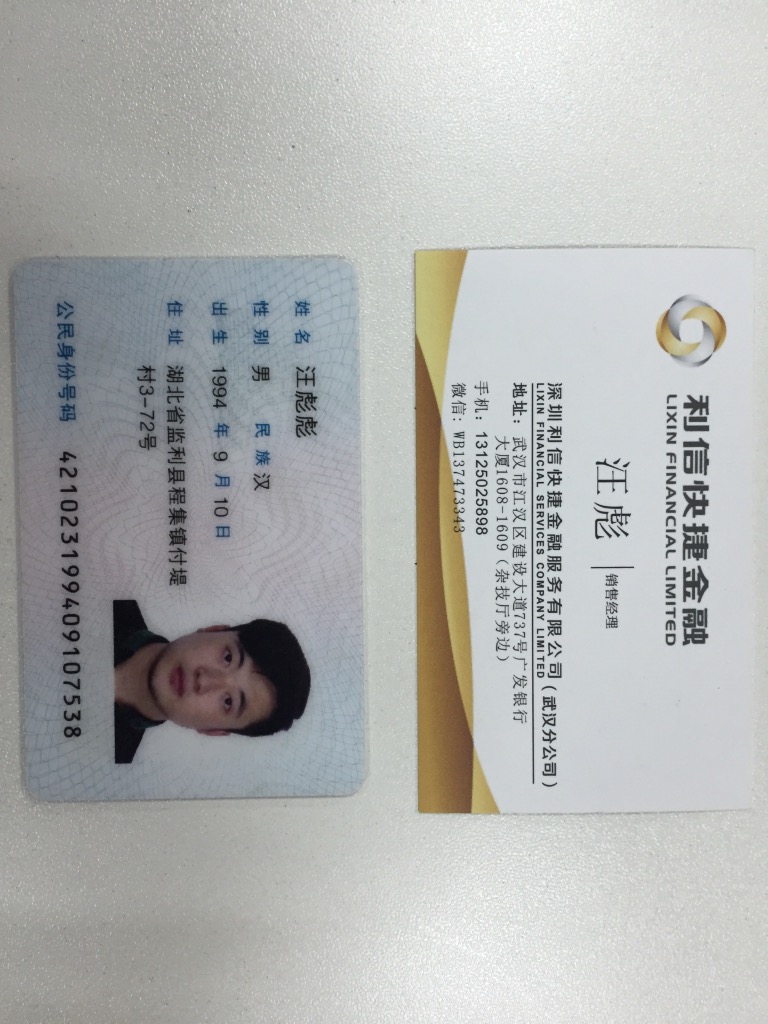 姓名 汪彪彪
性别 男 民族 汉
出生 1994 年 9 月 10 日
住址 湖北省监利县程集镇付堤
村3-72号
公民身份号码 421023199409107538
利信快捷金融
LIXIN FINANCIAL LIMITED
汪彪 销售经理
深圳利信快捷金融服务有限公司（武汉分公司）
LIXIN FINANCIAL SERVICES COMPANY LIMITED
地址：武汉市江汉区建设大道737号广发银行
大厦1608-1609（杂技厅旁边）
手机：13125025898
微信：WB137473343